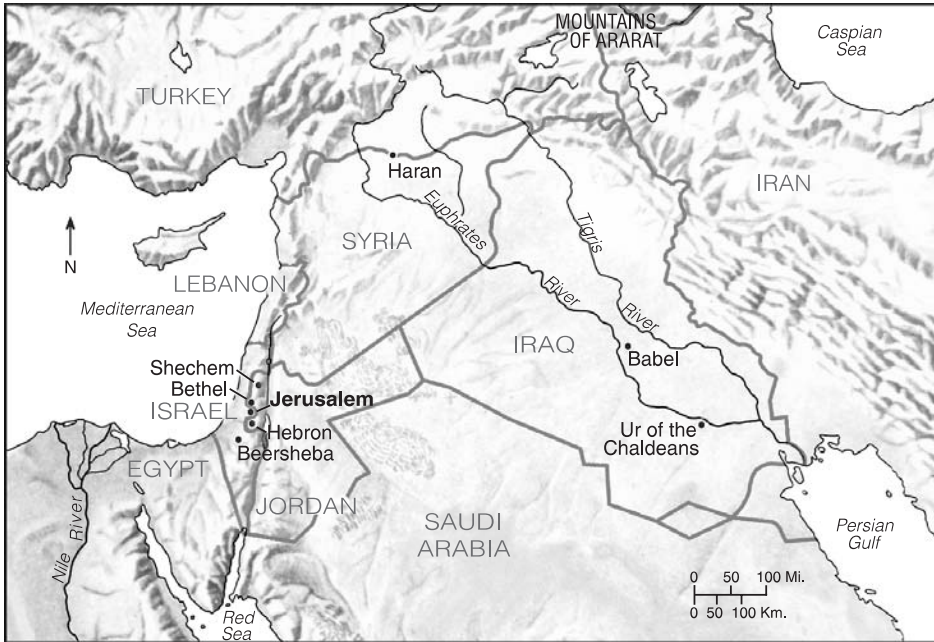 MOUNTAINS
OF ARARAT
Caspian
Sea
TURKEY
Haran
IRAN
Euphrates
Tigris
SYRIA
N
LEBANON
Mediterranean
Sea
River
River
IRAQ
Babel
Shechem
Bethel
ISRAEL
Jerusalem
Hebron
Beersheba
Ur of the
Chaldeans
EGYPT
JORDAN
SAUDI
ARABIA
Nile River
Persian
Gulf
Red
Sea
0 50 100 Mi.
0 50 100 Km.